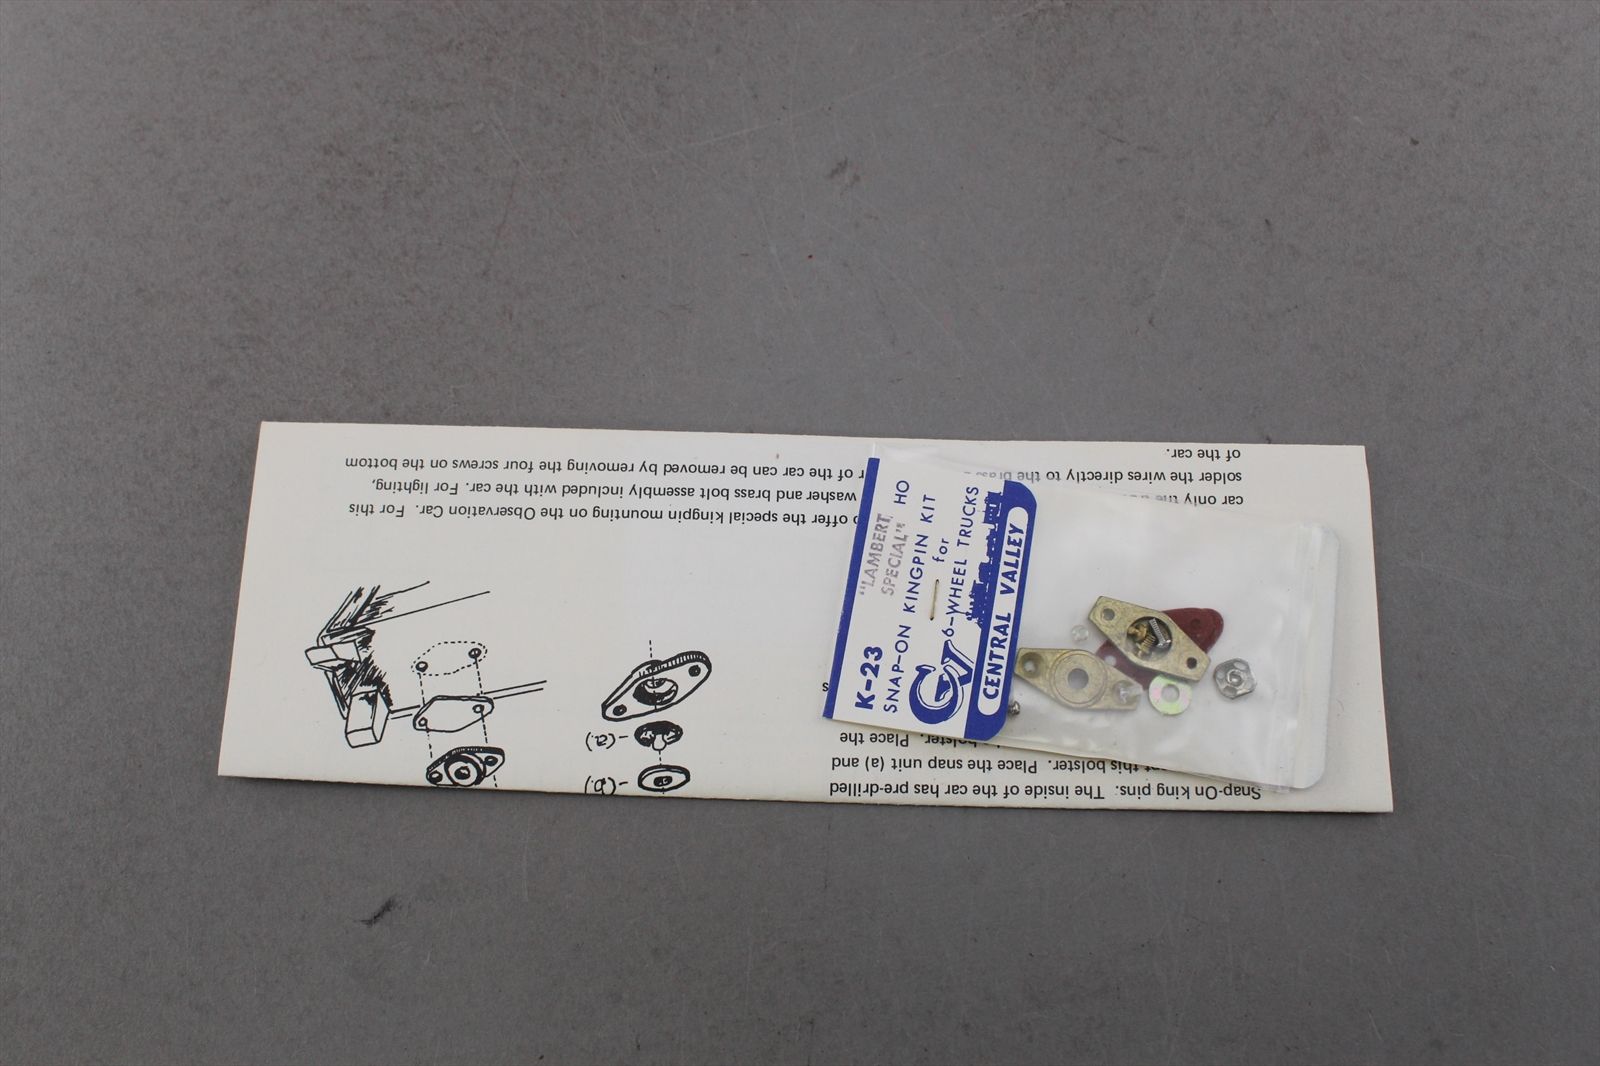 K-23
"LAMBERT
SPECIAL"
SNAP-ON KINGPIN KIT HO
for
6-WHEEL TRUCKS
CV
CENTRAL VALLEY
Snap-On king pins. The inside of the car has pre-drilled
this bolster. Place the snap unit (a) and
bolster. Place the
s
-(b.)
-(a.)
offer the special kingpin mounting on the Observation Car. For this
washer and brass bolt assembly included with the car. For lighting,
of the car can be removed by removing the four screws on the bottom
car only the
solder the wires directly to the brass
of the car.